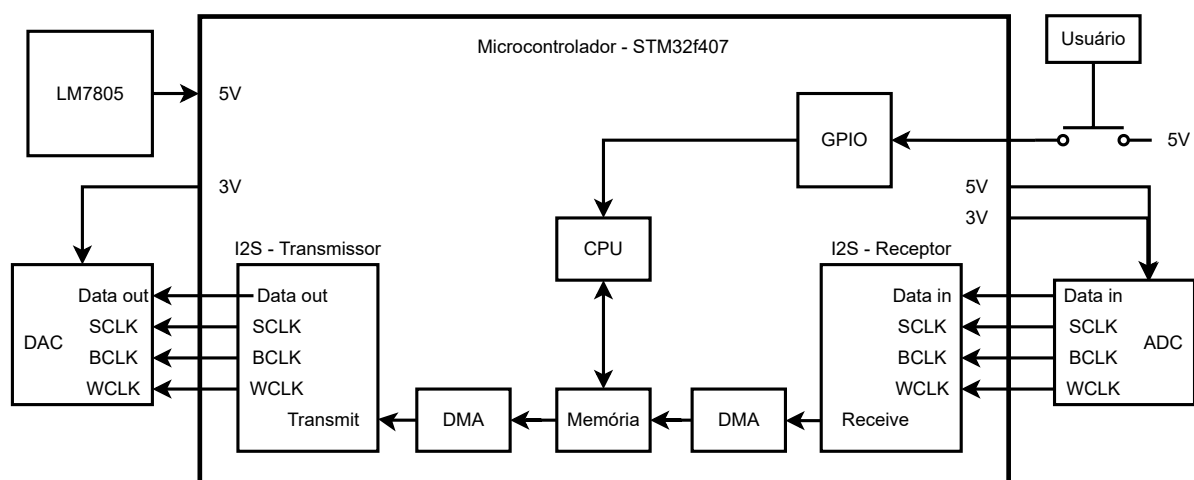 Microcontrolador - STM32f407
Usuário
LM7805
5V
GPIO
5V
3V
5V
3V
CPU
I2S - Transmissor
I2S - Receptor
Data out
Data out
Data in
Data in
SCLK
SCLK
SCLK
SCLK
DAC
ADC
BCLK
BCLK
BCLK
BCLK
WCLK
WCLK
WCLK
WCLK
Transmit
DMA
Memória
DMA
Receive